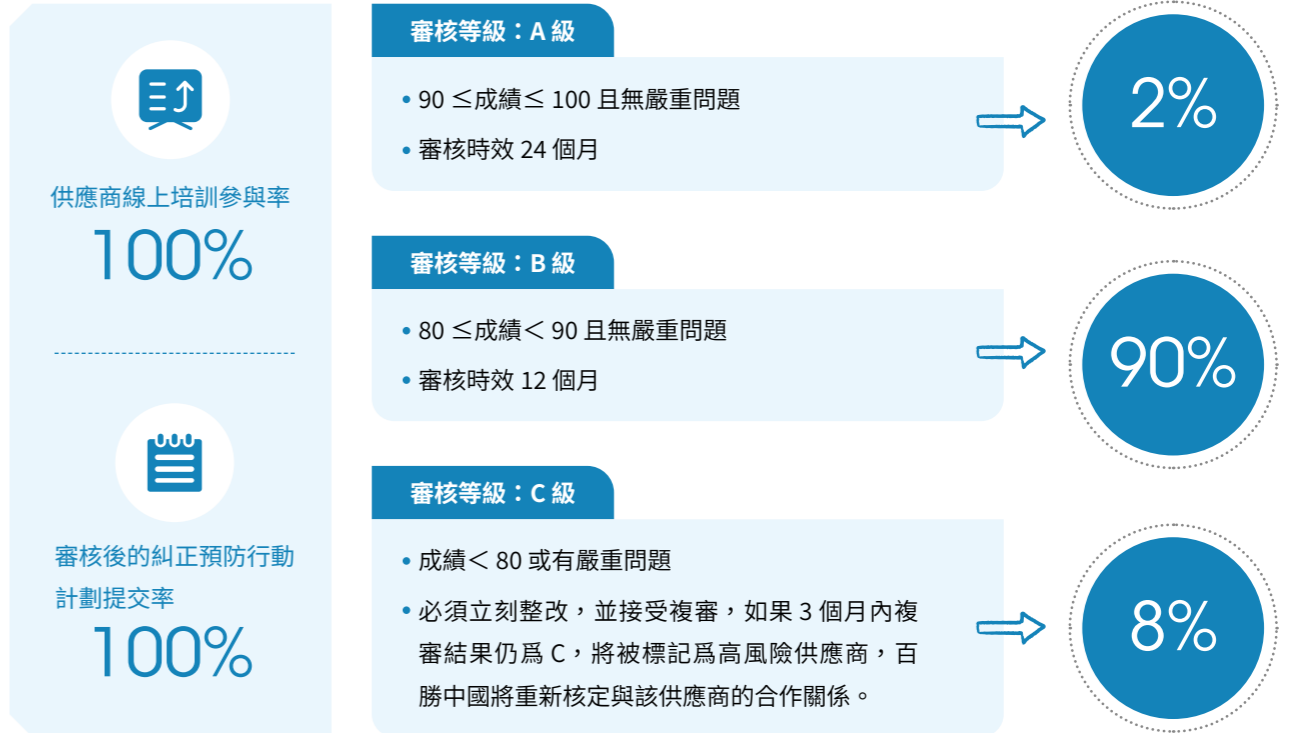 供應商線上培訓參與率
100%
審核後的糾正預防行動
計劃提交率
100%
審核等級：A 級
• 90 ≤成績≤ 100 且無嚴重問題
• 審核時效 24 個月
2%
審核等級：B 級
• 80 ≤成績＜ 90 且無嚴重問題
• 審核時效 12 個月
90%
審核等級：C 級
• 成績＜ 80 或有嚴重問題
• 必須立刻整改，並接受複審，如果 3 個月內複
審結果仍爲 C，將被標記爲高風險供應商，百
勝中國將重新核定與該供應商的合作關係。
8%